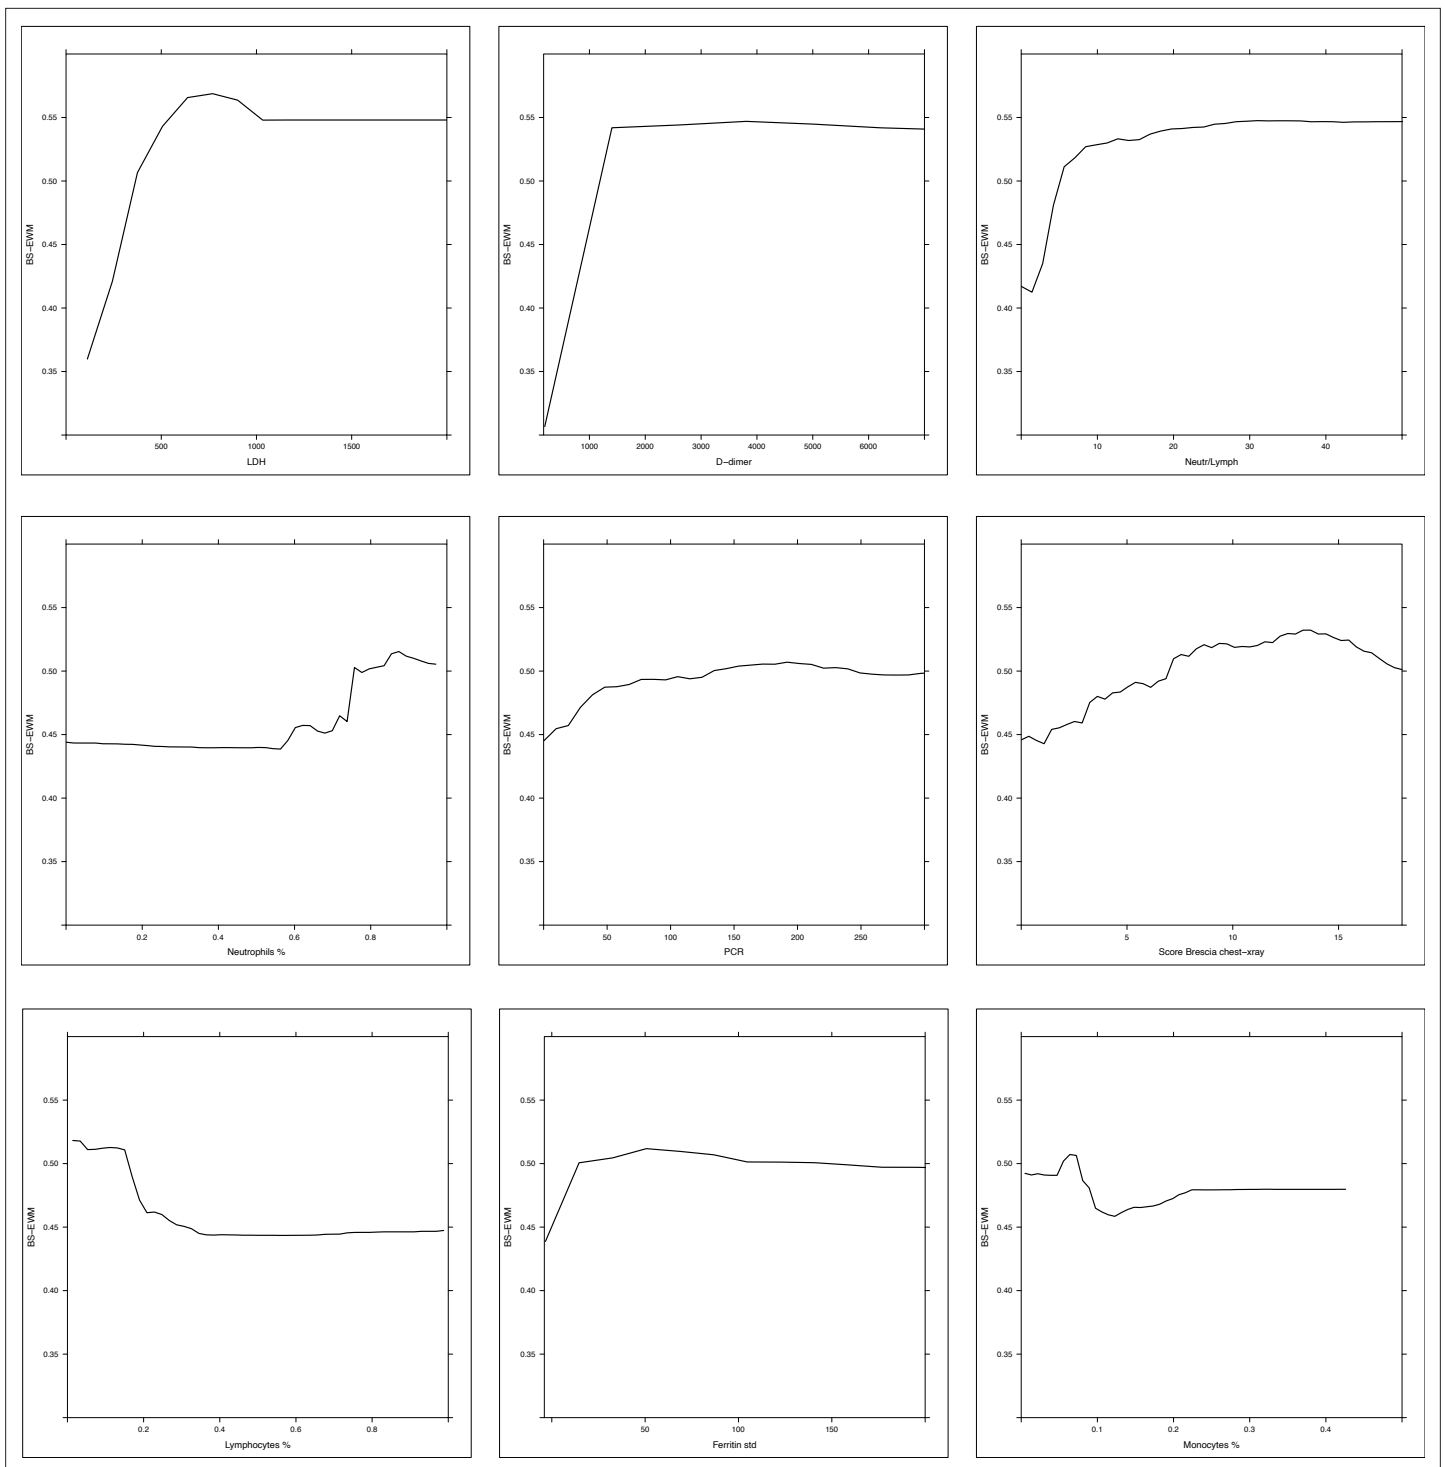 BS−EWM
0.55
0.50
0.45
0.40
0.35
500 1000 1500
LDH
BS−EWM
0.55
0.50
0.45
0.40
0.35
1000 2000 3000 4000 5000 6000
D−dimer
BS−EWM
0.55
0.50
0.45
0.40
0.35
10 20 30 40
Neutr/Lymph
BS−EWM
0.55
0.50
0.45
0.40
0.35
0.2 0.4 0.6 0.8
Neutrophils %
BS−EWM
0.55
0.50
0.45
0.40
0.35
50 100 150 200 250
PCR
BS−EWM
0.55
0.50
0.45
0.40
0.35
5 10 15
Score Brescia chest−xray
BS−EWM
0.55
0.50
0.45
0.40
0.35
0.2 0.4 0.6 0.8
Lymphocytes %
BS−EWM
0.55
0.50
0.45
0.40
0.35
50 100 150
Ferritin std
BS−EWM
0.55
0.50
0.45
0.40
0.35
0.1 0.2 0.3 0.4
Monocytes %